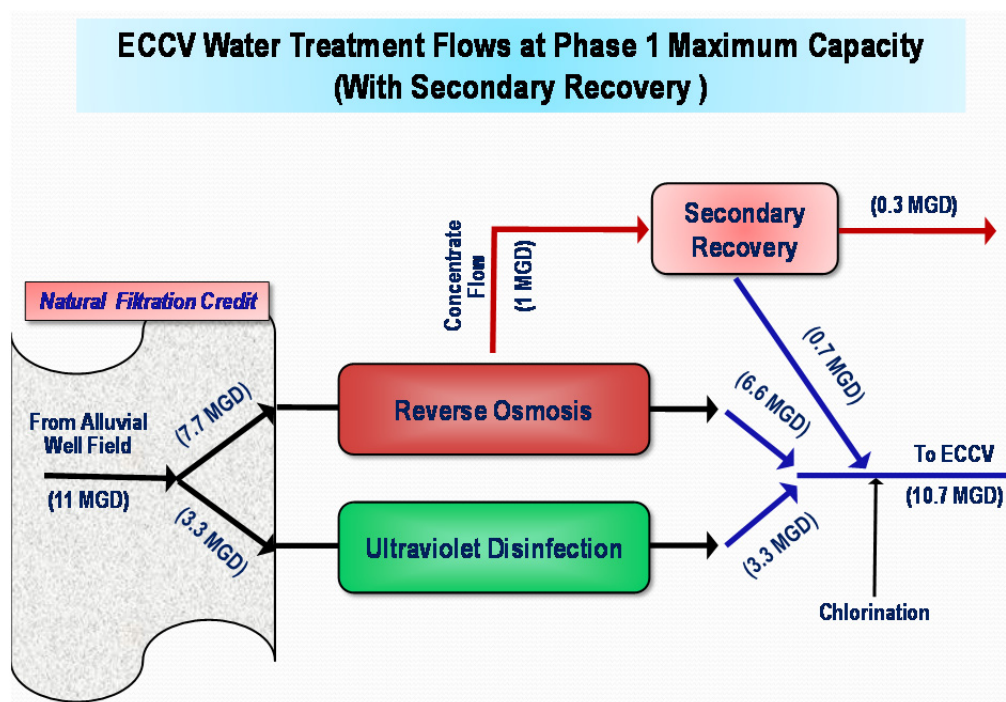 ECCV Water Treatment Flows at Phase 1 Maximum Capacity
(With Secondary Recovery )
Secondary
Recovery
(0.3 MGD)
Concentrate
Flow
(1 MGD)
Natural Filtration Credit
(0.7 MGD)
(7.7 MGD)
Reverse Osmosis
(6.6 MGD)
From Alluvial
Well Field
(11 MGD)
To ECCV
(10.7 MGD)
(3.3 MGD)
Ultraviolet Disinfection
(3.3 MGD)
Chlorination